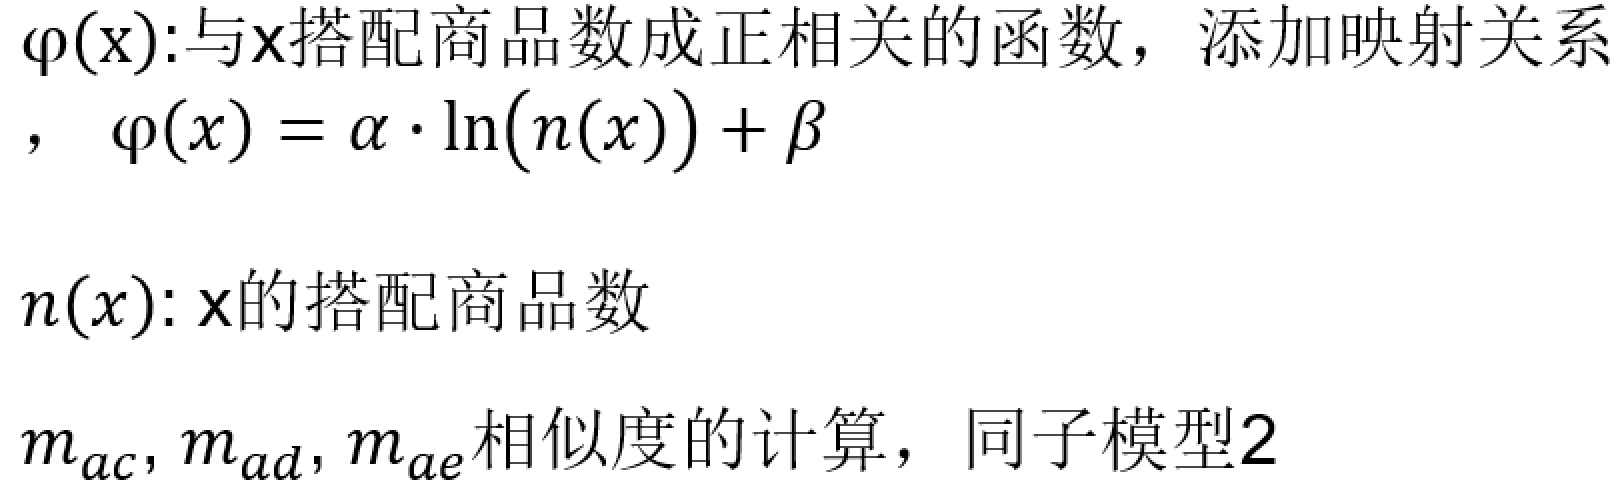 φ(x):与x搭配商品数成正相关的函数，添加映射关系
， φ(x) = α · ln(n(x)) + β
n(x): x的搭配商品数
m_ac, m_ad, m_ae相似度的计算，同子模型2